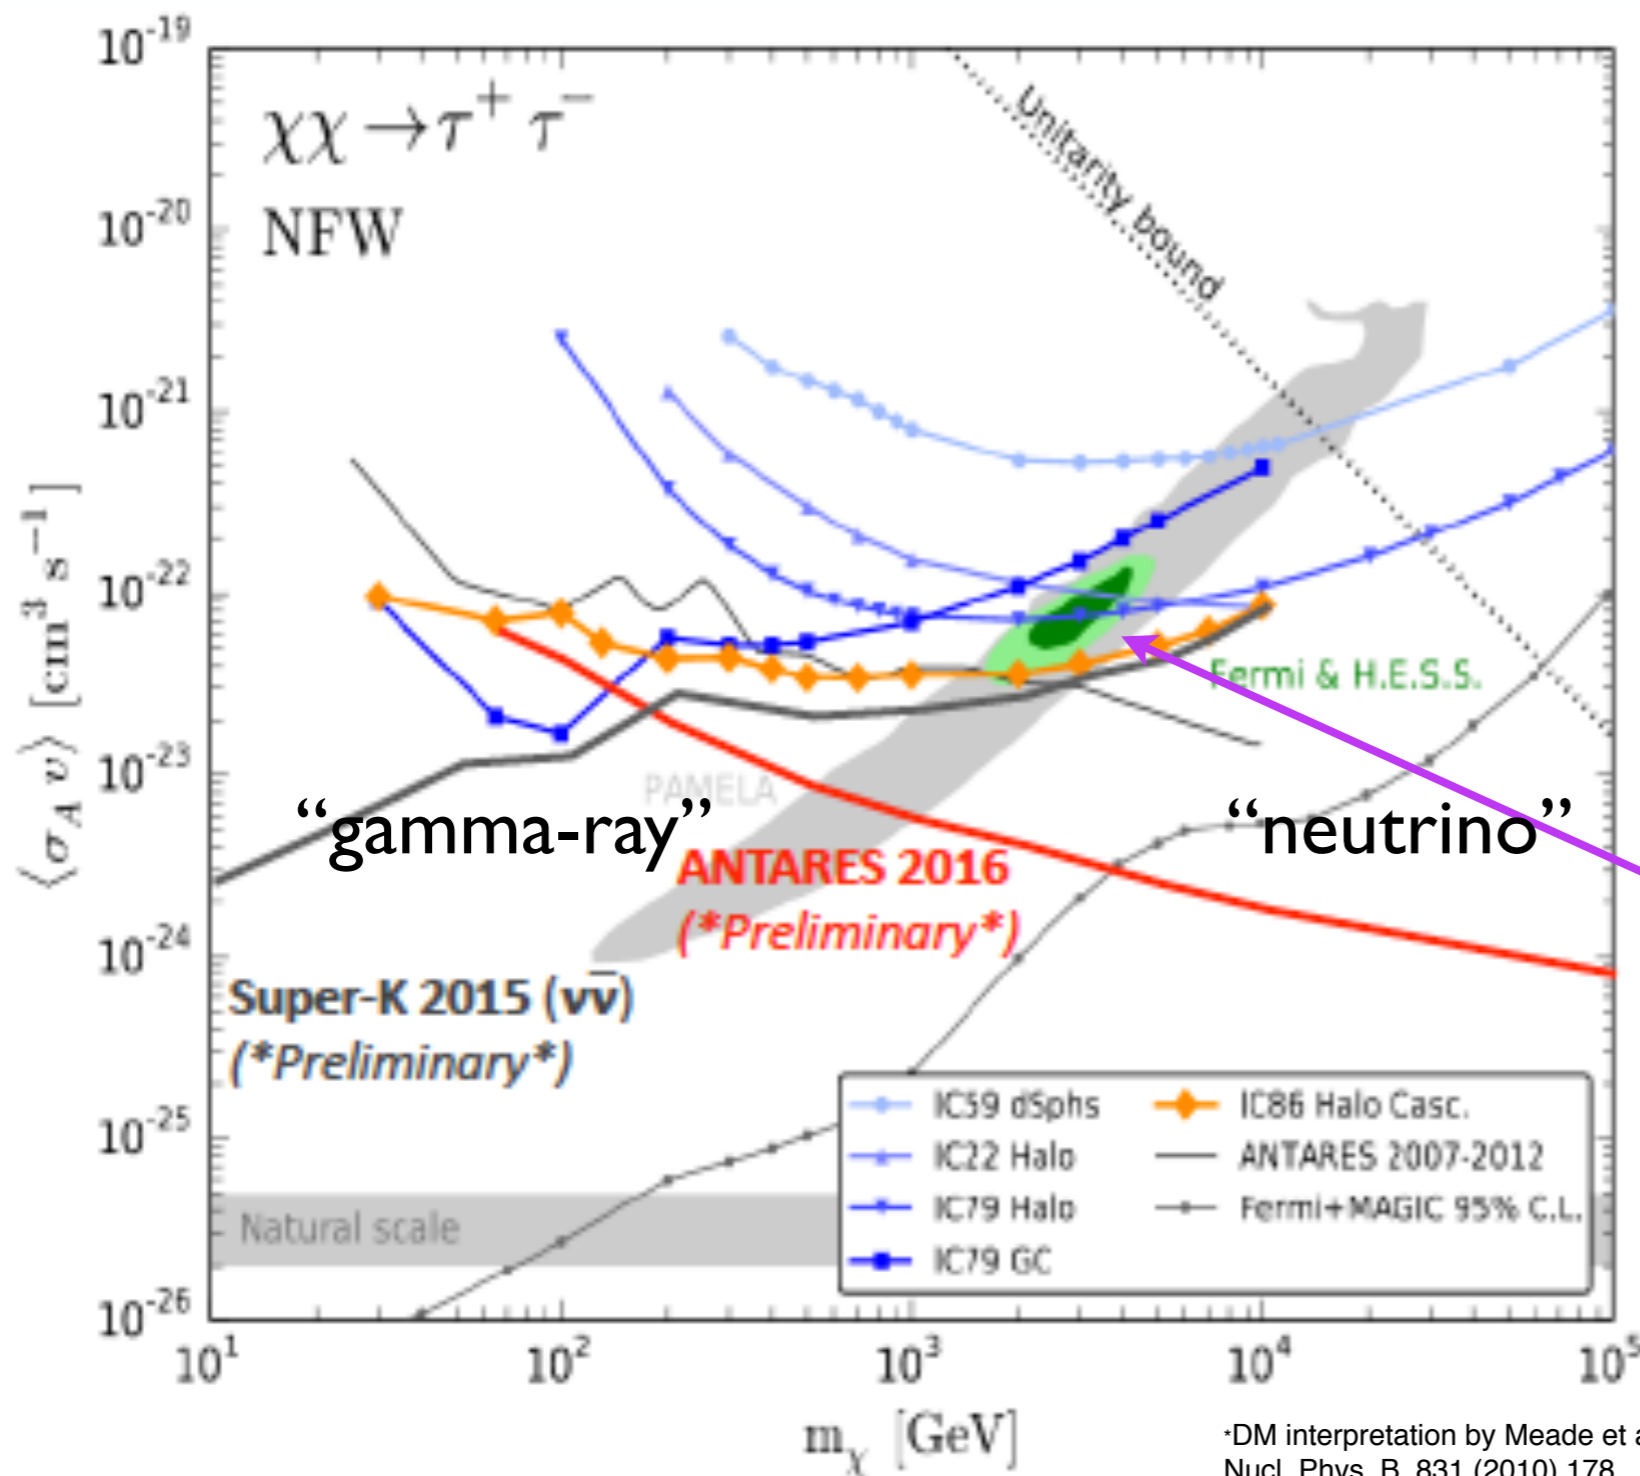 10⁻¹⁹
10⁻²⁰
10⁻²¹
10⁻²²
10⁻²³
10⁻²⁴
10⁻²⁵
10⁻²⁶
⟨σ_A v⟩ [cm³ s⁻¹]
χχ→τ⁺ τ⁻
NFW
Unitarity bound
Fermi & H.E.S.S.
PAMELA
“gamma-ray”
“neutrino”
ANTARES 2016
(*Preliminary*)
Super-K 2015 (νν̅)
(*Preliminary*)
Natural scale
IC59 dSphs
IC22 Halo
IC79 Halo
IC79 GC
IC86 Halo Casc.
ANTARES 2007-2012
Fermi+MAGIC 95% C.L.
10¹ 10² 10³ 10⁴ 10⁵
m_χ [GeV]
*DM interpretation by Meade et a
Nucl. Phys. B, 831 (2010) 178